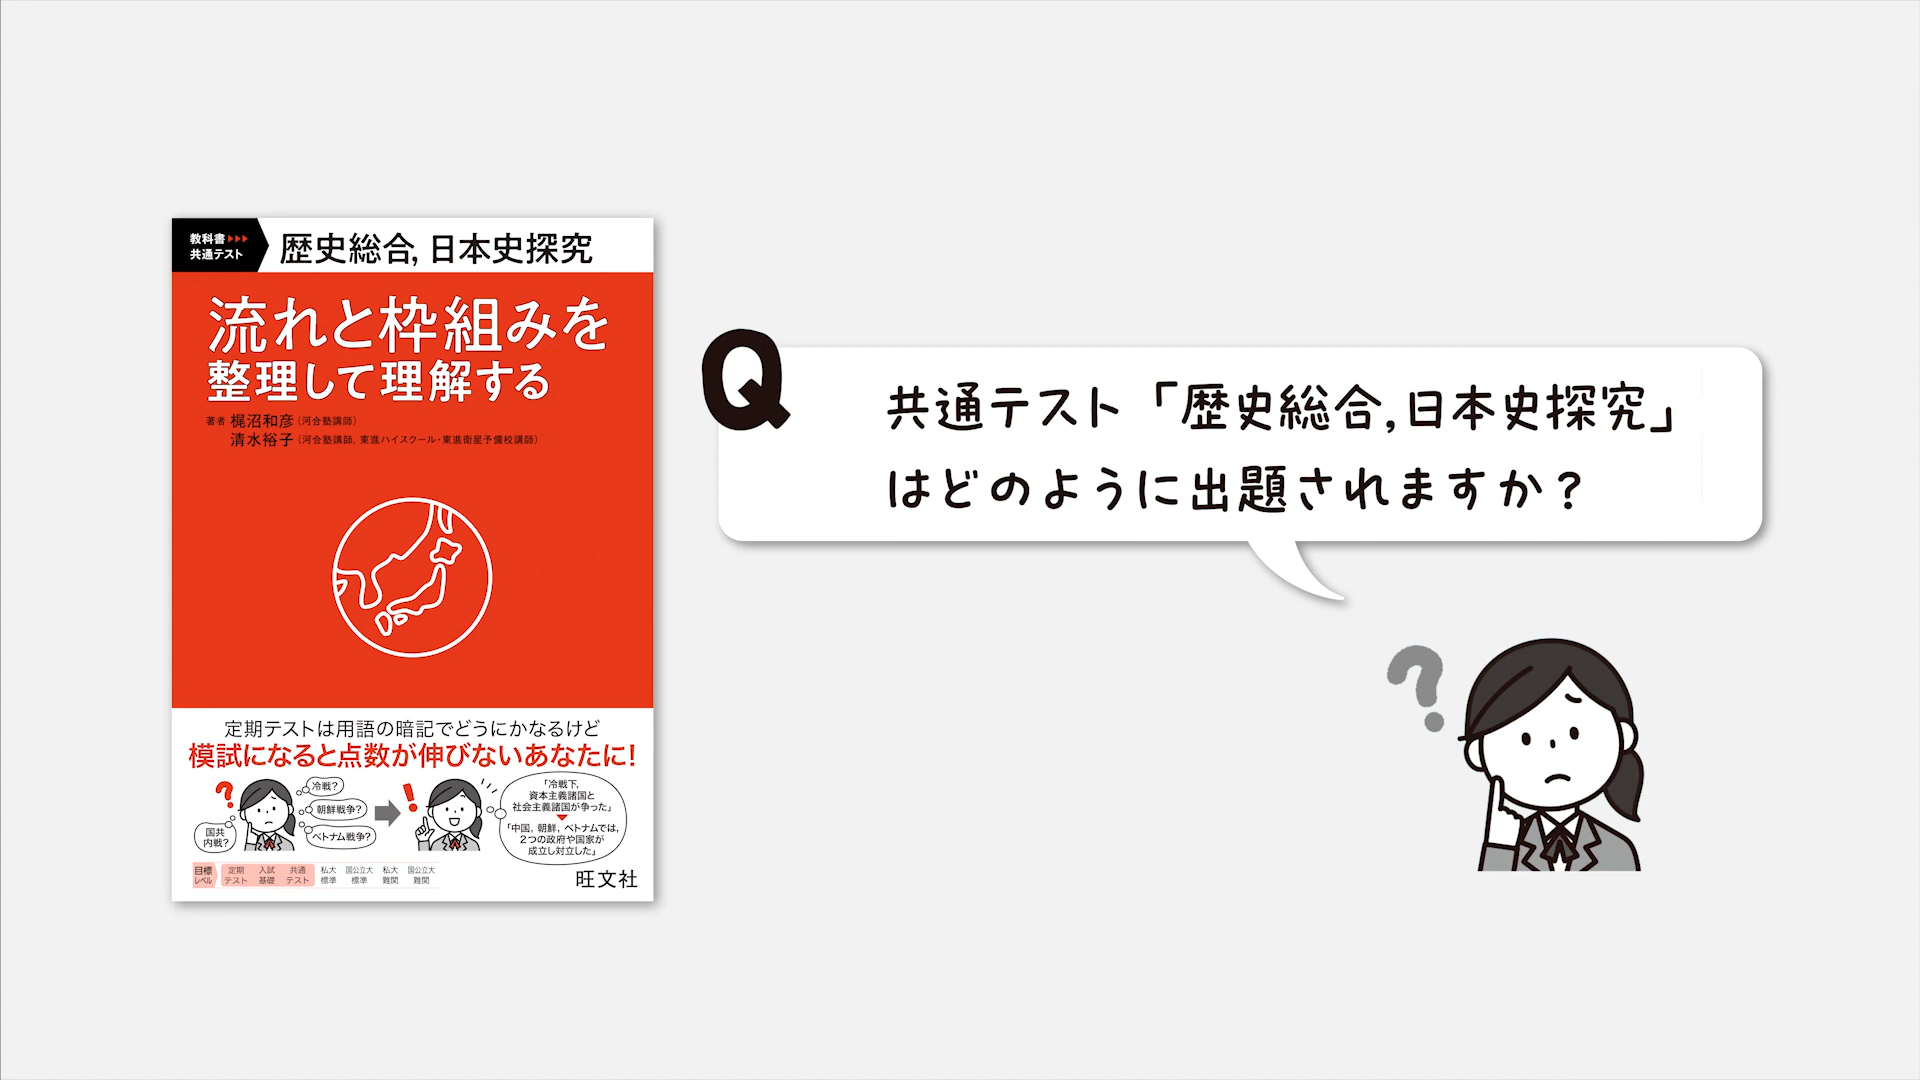 教科書
共通テスト
歴史総合, 日本史探究
流れと枠組みを
整理して理解する
著者 梶沼和彦(河合塾講師)
清水裕子(河合塾講師, 東進ハイスクール・東進衛星予備校講師)
定期テストは用語の暗記でどうにかなるけど
模試になると点数が伸びないあなたに!
?
冷戦?
朝鮮戦争?
ベトナム戦争?
国共
内戦?
!
「冷戦下,
資本主義諸国と
社会主義諸国が争った」
「中国, 朝鮮, ベトナムでは,
2つの政府や国家が
成立し対立した」
目標
レベル
定期
テスト
入試
基礎
共通
テスト
私大
標準
国公立大
標準
私大
難関
国公立大
難関
旺文社
Q
共通テスト「歴史総合,日本史探究」
はどのように出題されますか?
?